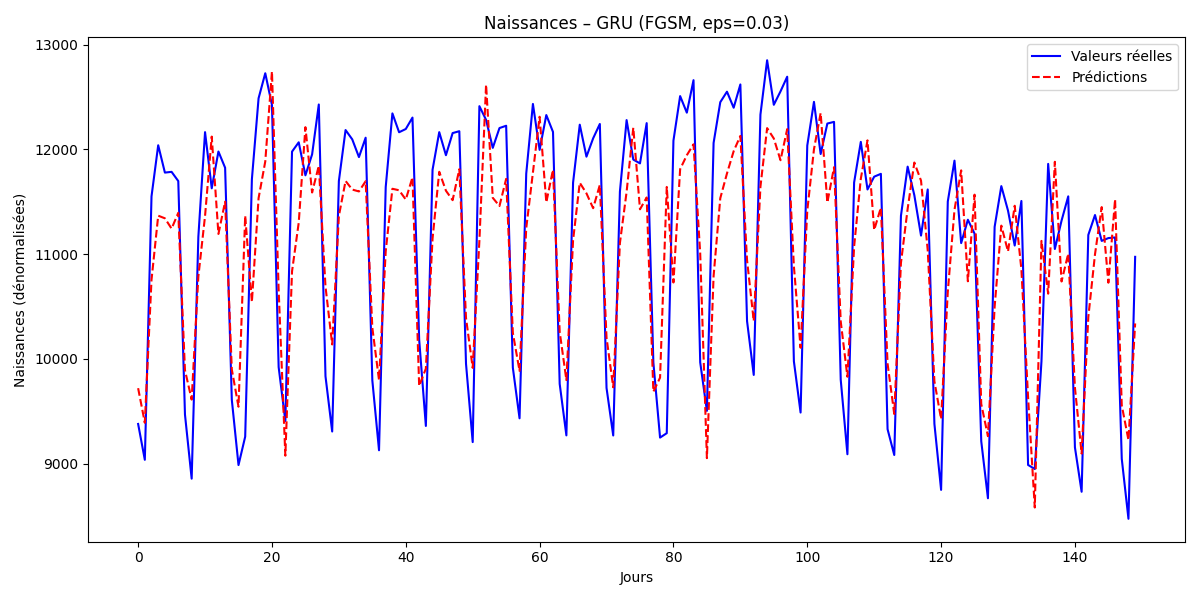 Naissances – GRU (FGSM, eps=0.03)
Valeurs réelles
Prédictions
Naissances (dénormalisées)
13000
12000
11000
10000
9000
0 20 40 60 80 100 120 140
Jours